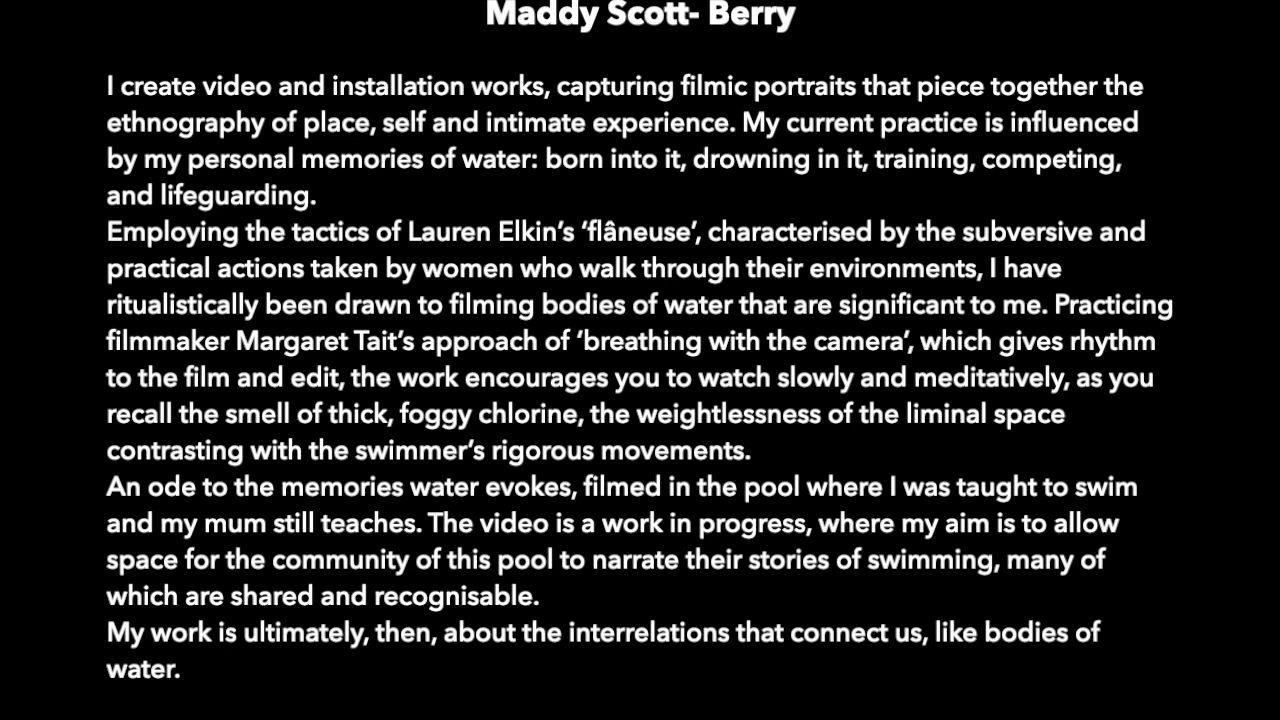 Maddy Scott- Berry
I create video and installation works, capturing filmic portraits that piece together the
ethnography of place, self and intimate experience. My current practice is influenced
by my personal memories of water: born into it, drowning in it, training, competing,
and lifeguarding.
Employing the tactics of Lauren Elkin’s ‘flâneuse’, characterised by the subversive and
practical actions taken by women who walk through their environments, I have
ritualistically been drawn to filming bodies of water that are significant to me. Practicing
filmmaker Margaret Tait’s approach of ‘breathing with the camera’, which gives rhythm
to the film and edit, the work encourages you to watch slowly and meditatively, as you
recall the smell of thick, foggy chlorine, the weightlessness of the liminal space
contrasting with the swimmer’s rigorous movements.
An ode to the memories water evokes, filmed in the pool where I was taught to swim
and my mum still teaches. The video is a work in progress, where my aim is to allow
space for the community of this pool to narrate their stories of swimming, many of
which are shared and recognisable.
My work is ultimately, then, about the interrelations that connect us, like bodies of
water.